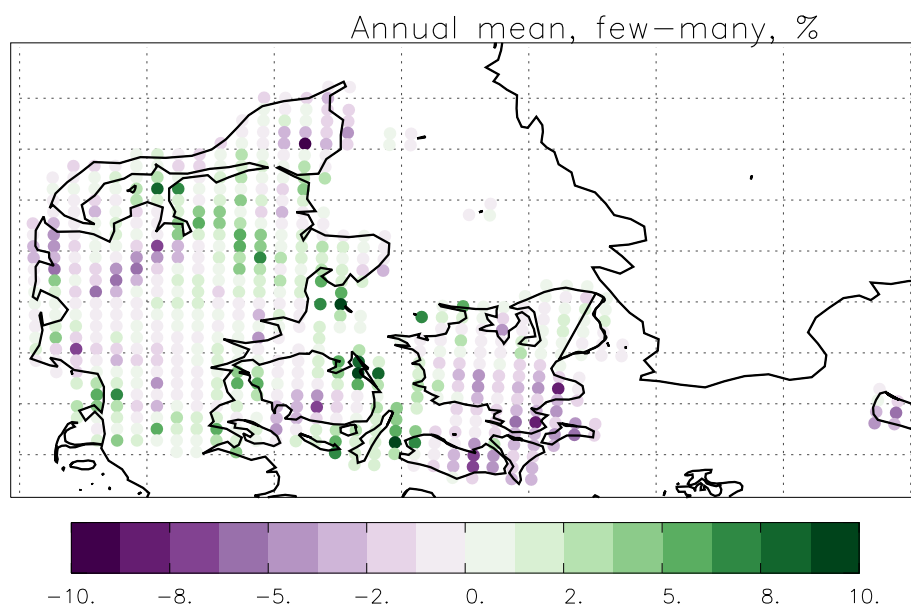 Annual mean, few−many, %
−10. −8. −5. −2. 0. 2. 5. 8. 10.